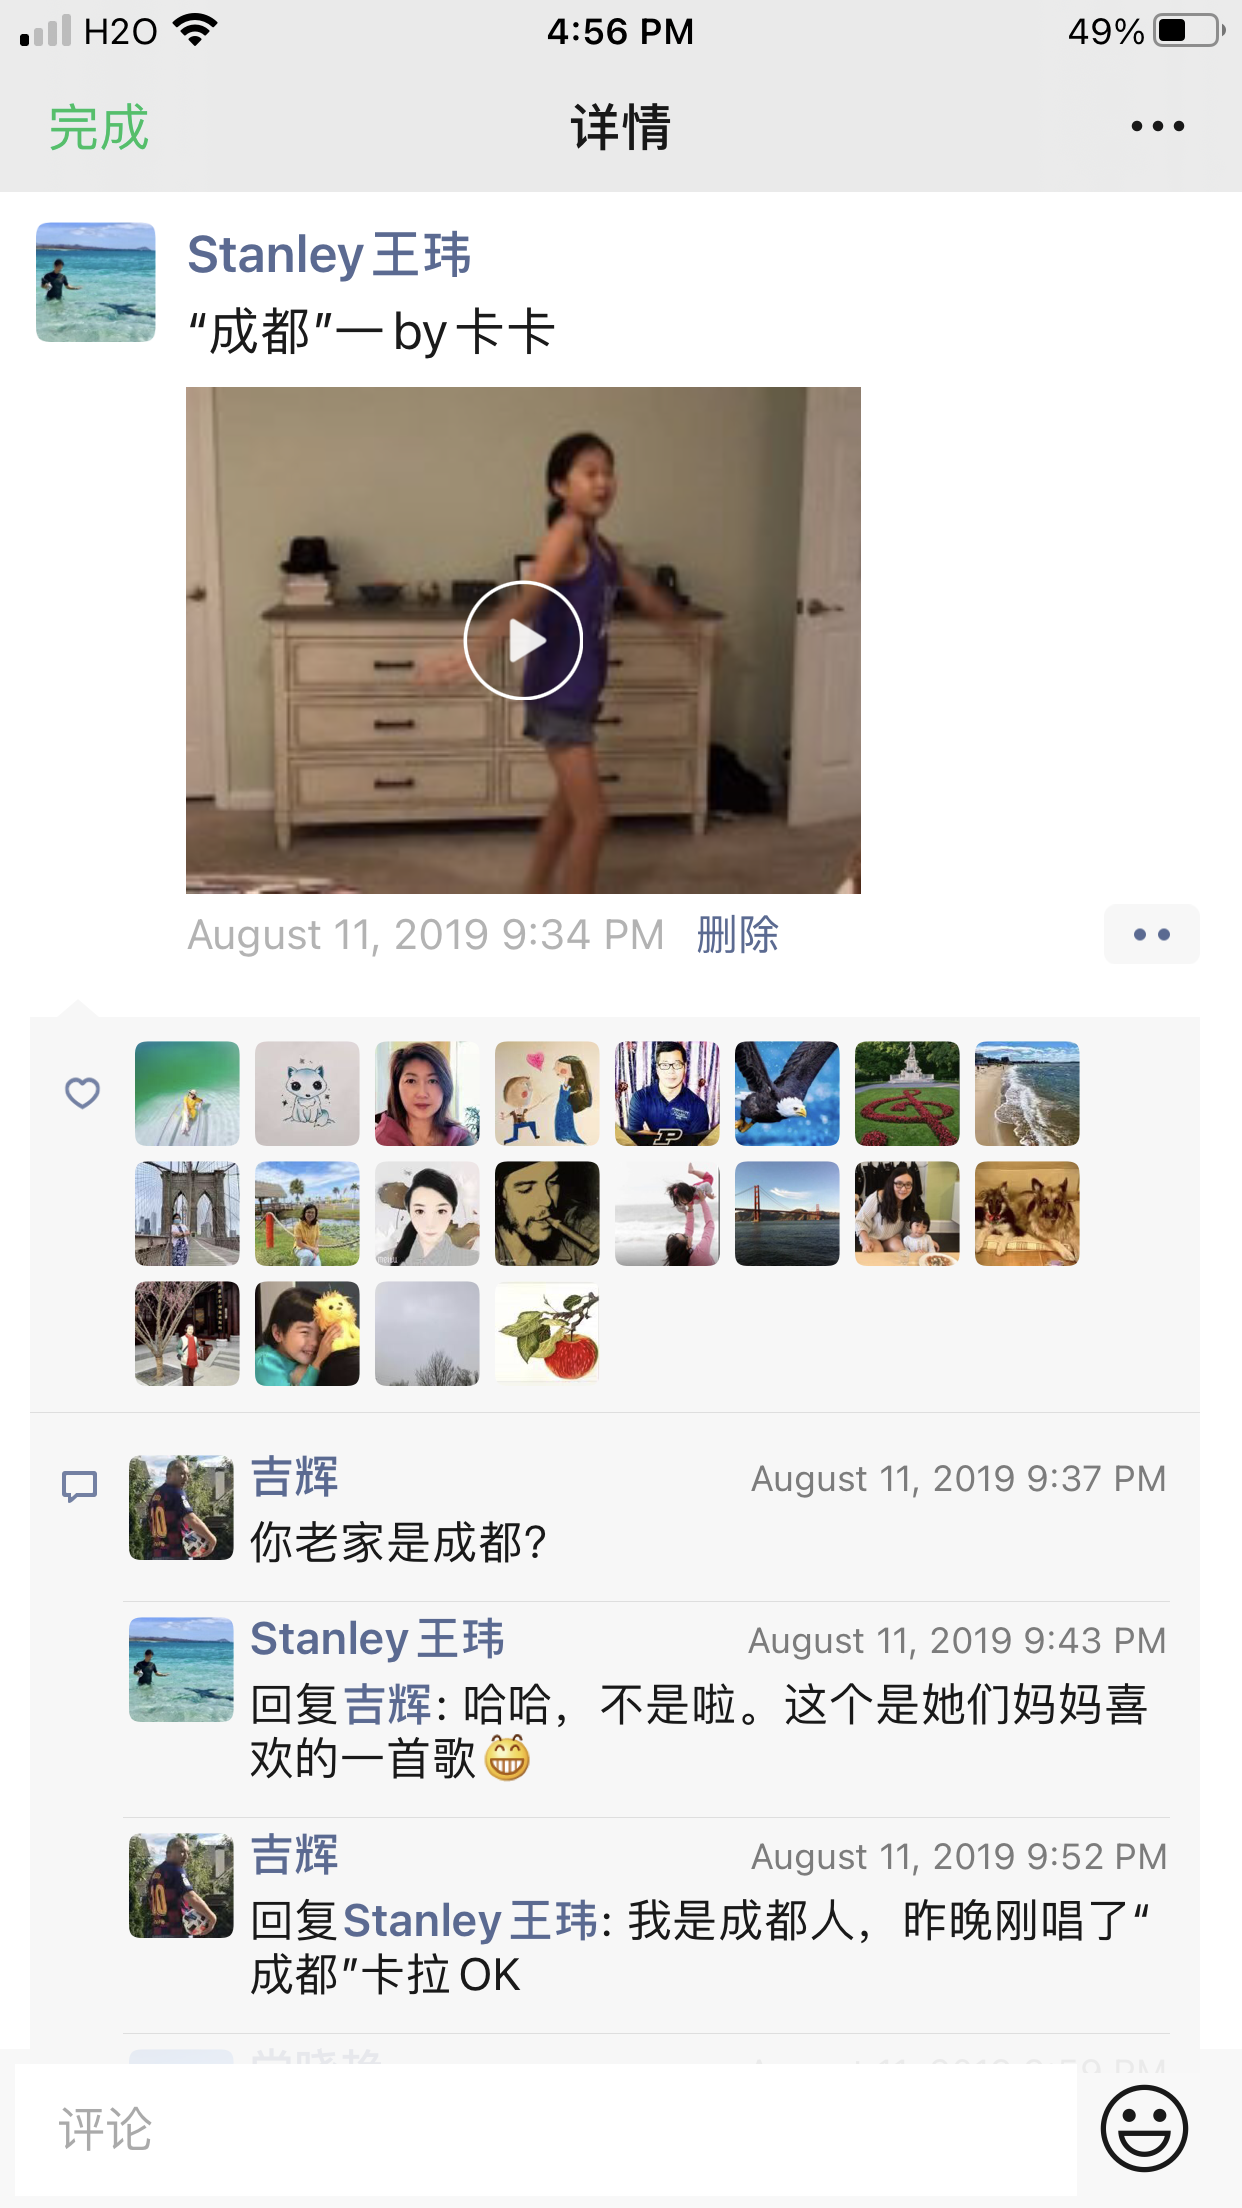 H2O 4:56 PM 49%
完成 详情
Stanley王玮
“成都”一by卡卡
August 11, 2019 9:34 PM 删除
吉辉 August 11, 2019 9:37 PM
你老家是成都?
Stanley王玮 August 11, 2019 9:43 PM
回复吉辉: 哈哈，不是啦。这个是她们妈妈喜
欢的一首歌😁
吉辉 August 11, 2019 9:52 PM
回复Stanley王玮: 我是成都人，昨晚刚唱了“
成都”卡拉OK
评论